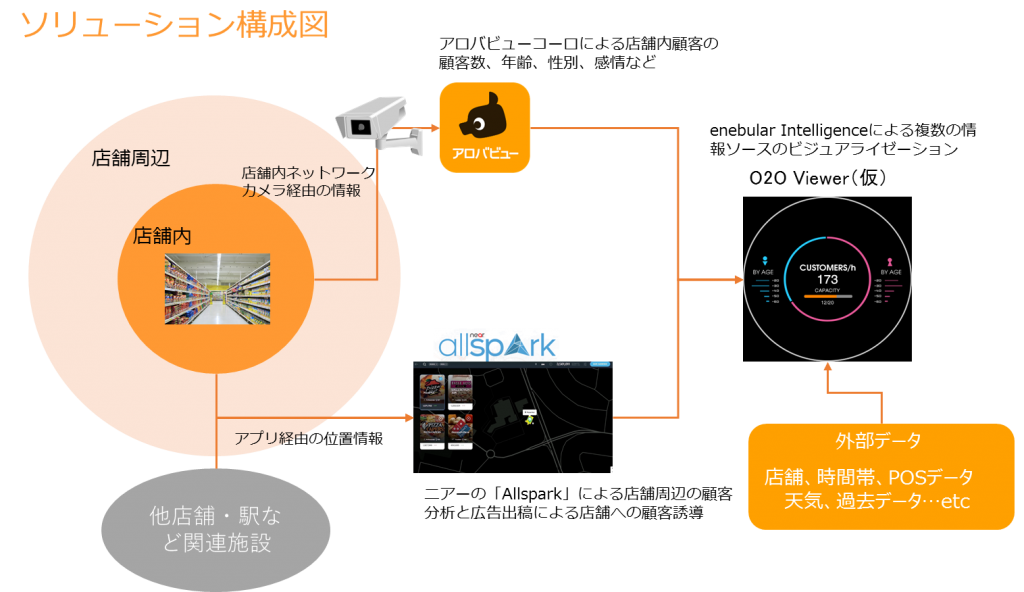 ソリューション構成図
アロバビューコーロによる店舗内顧客の
顧客数、年齢、性別、感情など
アロバビュー
店舗周辺
店舗内ネットワーク
カメラ経由の情報
店舗内
enebular Intelligenceによる複数の情
報ソースのビジュアライゼーション
O2O Viewer(仮)
BY AGE
CUSTOMERS/h
173
CAPACITY
12/20
BY AGE
near
allspark
アプリ経由の位置情報
ニアーの「Allspark」による店舗周辺の顧客
分析と広告出稿による店舗への顧客誘導
他店舗・駅な
ど関連施設
外部データ
店舗、時間帯、POSデータ
天気、過去データ…etc